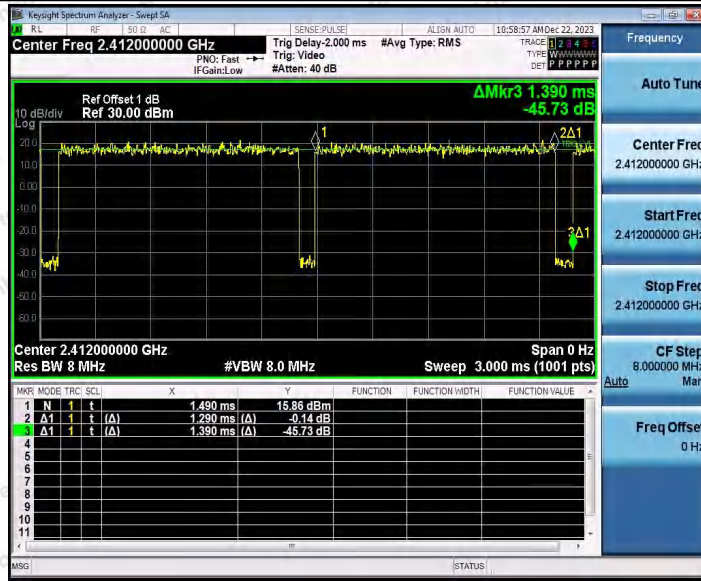 Keysight Spectrum Analyzer - Swept SA
RL RF 50 Ω AC SENSE:PULSE ALIGN AUTO 10:58:57 AM Dec 22, 2023
Center Freq 2.412000000 GHz
PNO: Fast
IFGain:Low
Trig Delay-2.000 ms
Trig: Video
#Atten: 40 dB
#Avg Type: RMS
TRACE 1 2 3 4 5 6
TYPE WWWWWW
DET P P P P P P
ΔMkr3 1.390 ms
-45.73 dB
Ref Offset 1 dB
10 dB/div Ref 30.00 dBm
Log
20.0
10.0
0.00
-10.0
-20.0
-30.0
-40.0
-50.0
-60.0
1
2Δ1
3Δ1
Center 2.412000000 GHz Span 0 Hz
Res BW 8 MHz #VBW 8.0 MHz Sweep 3.000 ms (1001 pts)
MKR MODE TRC SCL X Y FUNCTION FUNCTION WIDTH FUNCTION VALUE
1 N 1 t 1.490 ms 15.86 dBm
2 Δ1 1 t (Δ) 1.290 ms (Δ) -0.14 dB
3 Δ1 1 t (Δ) 1.390 ms (Δ) -45.73 dB
4
5
6
7
8
9
10
11
MSG STATUS
Frequency
Auto Tune
Center Freq
2.412000000 GHz
Start Freq
2.412000000 GHz
Stop Freq
2.412000000 GHz
CF Step
8.000000 MHz
Auto Man
Freq Offset
0 Hz